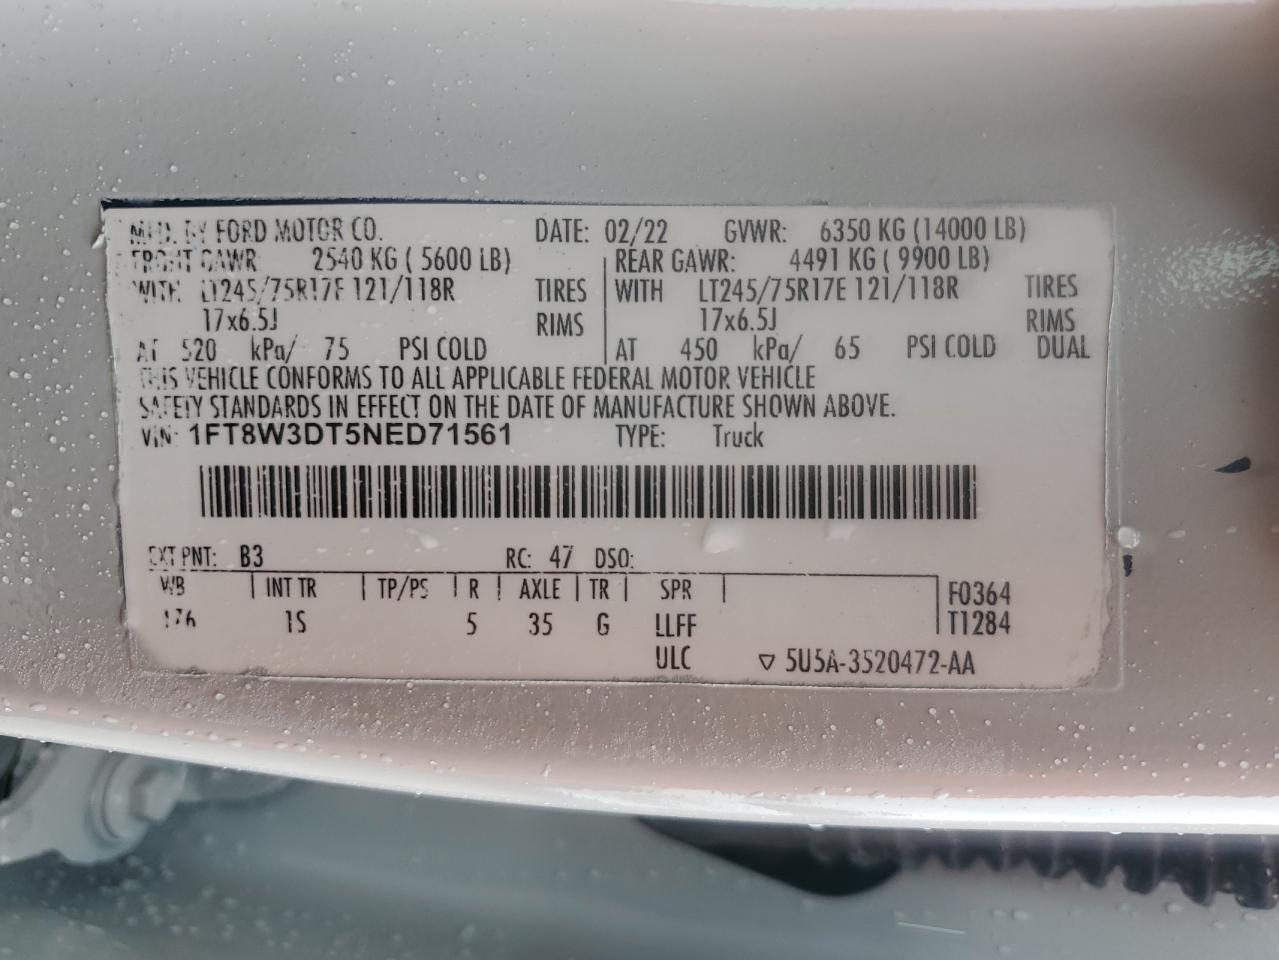 MFD. BY FORD MOTOR CO. DATE: 02/22 GVWR: 6350 KG (14000 LB)
FRONT GAWR: 2540 KG ( 5600 LB) REAR GAWR: 4491 KG ( 9900 LB)
WITH LT245/75R17E 121/118R TIRES WITH LT245/75R17E 121/118R TIRES
17x6.5J RIMS 17x6.5J RIMS
AT 520 kPa/ 75 PSI COLD AT 450 kPa/ 65 PSI COLD DUAL
THIS VEHICLE CONFORMS TO ALL APPLICABLE FEDERAL MOTOR VEHICLE
SAFETY STANDARDS IN EFFECT ON THE DATE OF MANUFACTURE SHOWN ABOVE.
VIN: 1FT8W3DT5NED71561 TYPE: Truck
EXT PNT: B3 RC: 47 DSO:
WB INT TR TP/PS R AXLE TR SPR F0364
176 1S 5 35 G LLFF T1284
ULC ▽ 5U5A-3520472-AA